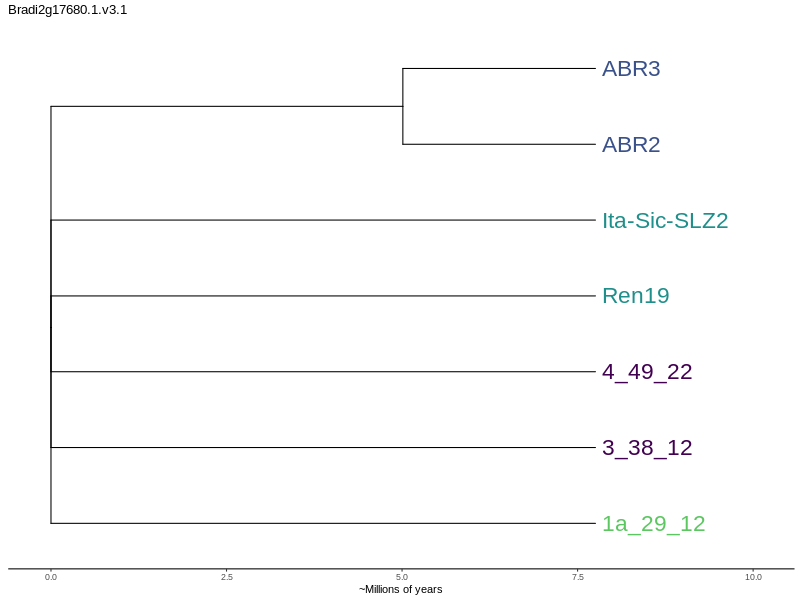 Bradi2g17680.1.v3.1
ABR3
ABR2
Ita-Sic-SLZ2
Ren19
4_49_22
3_38_12
1a_29_12
0.0 2.5 5.0 7.5 10.0
~Millions of years